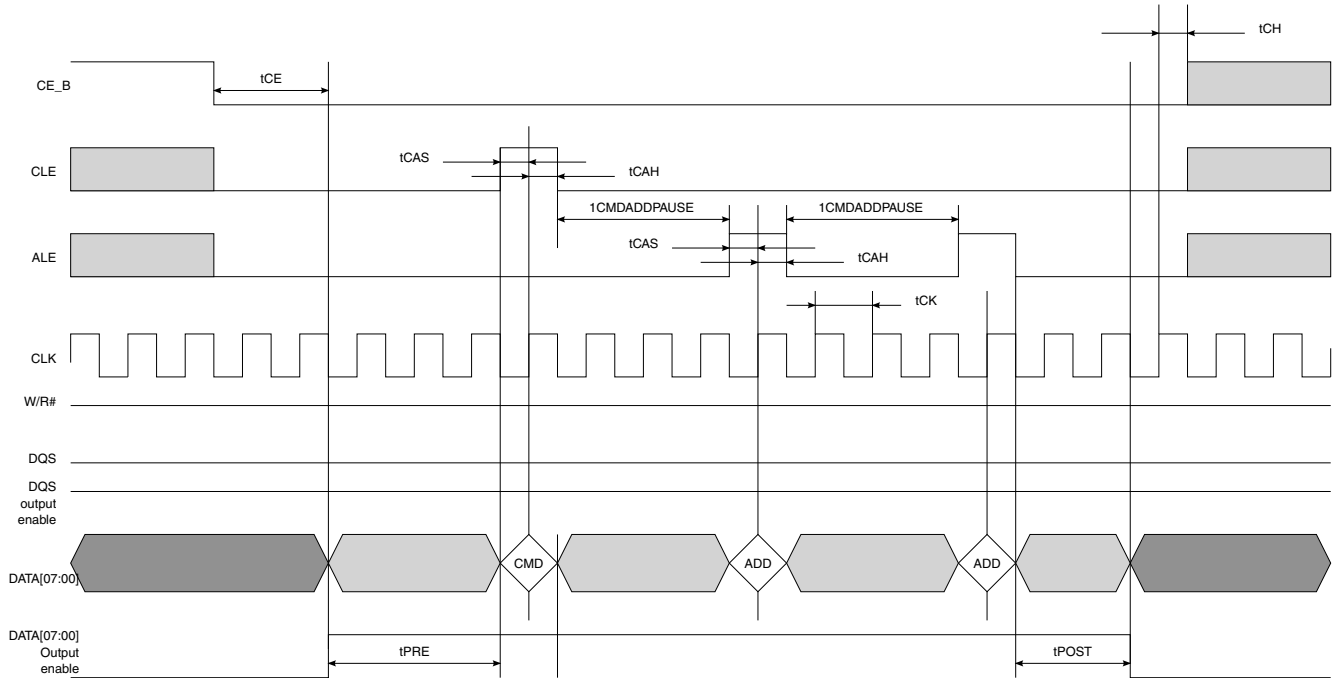 tCH
CE_B
tCE
CLE
tCAS
tCAH
1CMDADDPAUSE
1CMDADDPAUSE
ALE
tCAS
tCAH
tCK
CLK
W/R#
DQS
DQS
output
enable
DATA[07:00]
CMD
ADD
ADD
DATA[07:00]
Output
enable
tPRE
tPOST